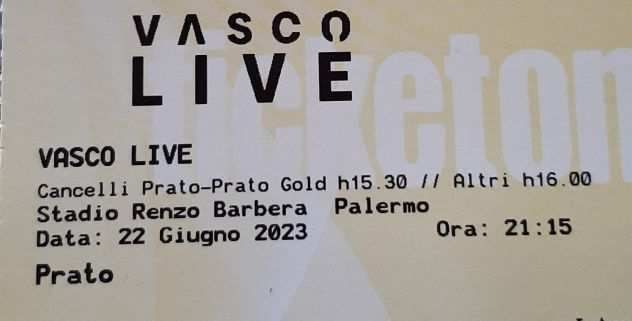 VASCO
LIVE
Ticketon
VASCO LIVE
Cancelli Prato-Prato Gold h15.30 // Altri h16.00
Stadio Renzo Barbera Palermo
Data: 22 Giugno 2023 Ora: 21:15
Prato